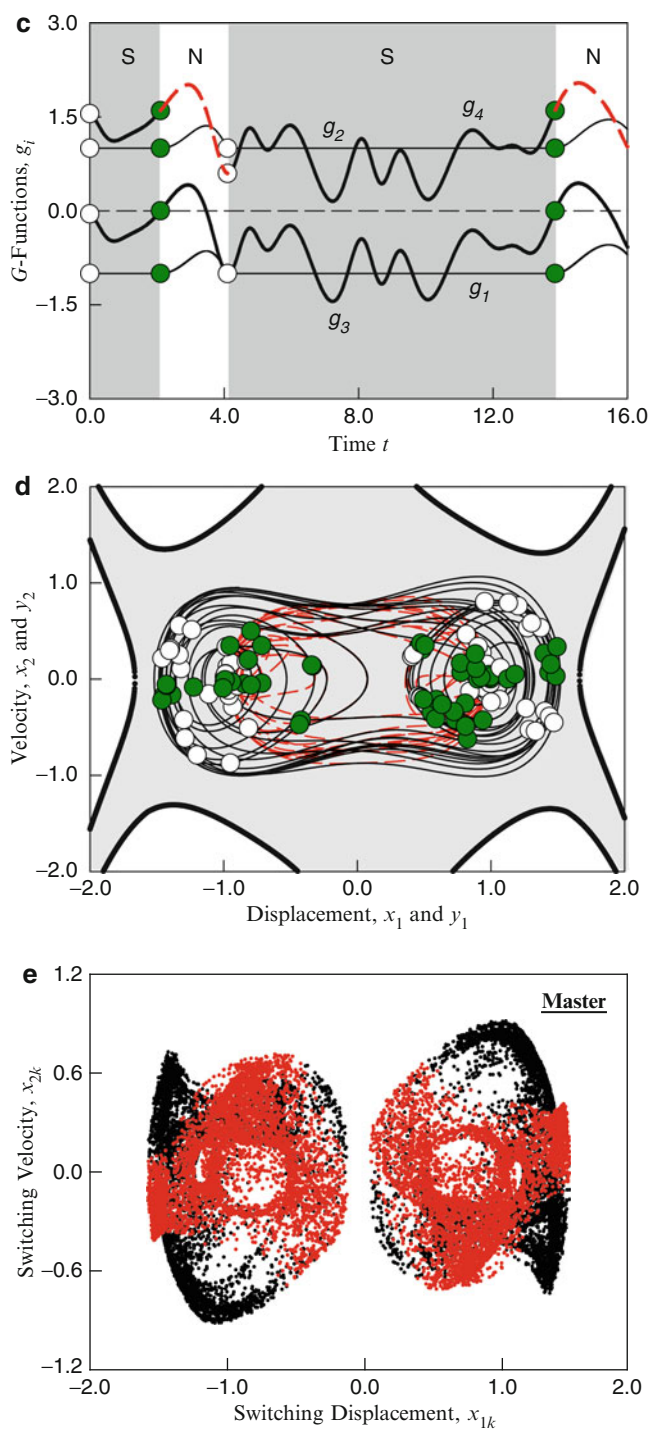 c
3.0
S N S N
1.5
g2 g4
0.0
g1
−1.5
g3
−3.0
G-Functions, gi
0.0 4.0 8.0 12.0 16.0
Time t
d
2.0
1.0
0.0
−1.0
−2.0
Velocity, x2 and y2
−2.0 −1.0 0.0 1.0 2.0
Displacement, x1 and y1
e
1.2
Master
0.6
0.0
−0.6
−1.2
Switching Velocity, x2k
−2.0 −1.0 0.0 1.0 2.0
Switching Displacement, x1k